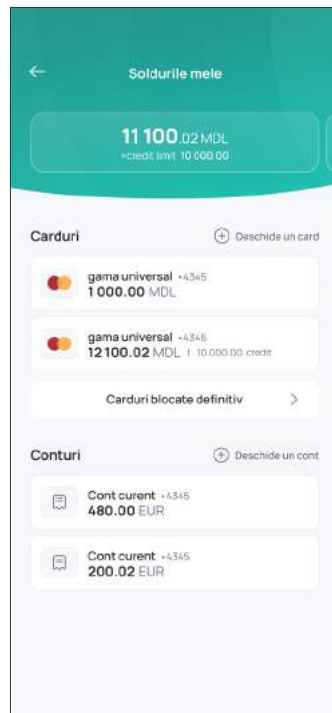 Soldurile mele
11 100.02 MDL
+credit limit 10 000.00
Carduri
Deschide un card
gama universal •4345
1 000.00 MDL
gama universal •4345
12 100.02 MDL | 10 000.00 credit
Carduri blocate definitiv
Conturi
Deschide un cont
Cont curent •4345
480.00 EUR
Cont curent •4345
200.02 EUR